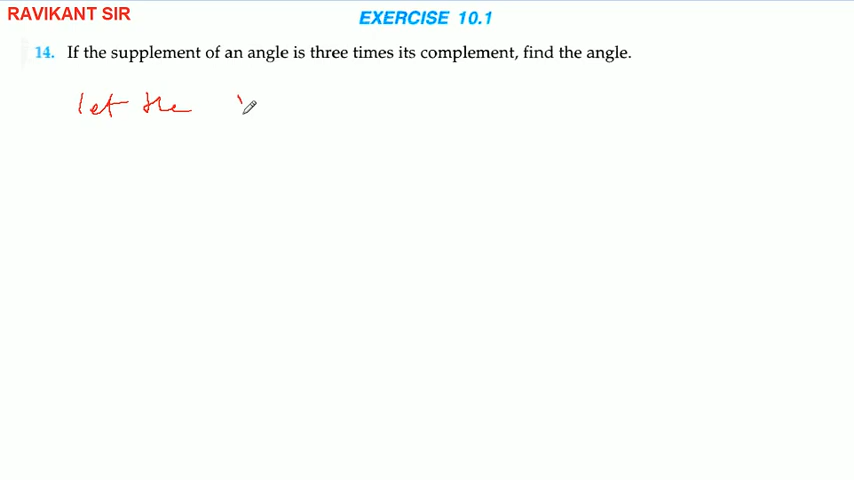 RAVIKANT SIR
EXERCISE 10.1
14. If the supplement of an angle is three times its complement, find the angle.
let the